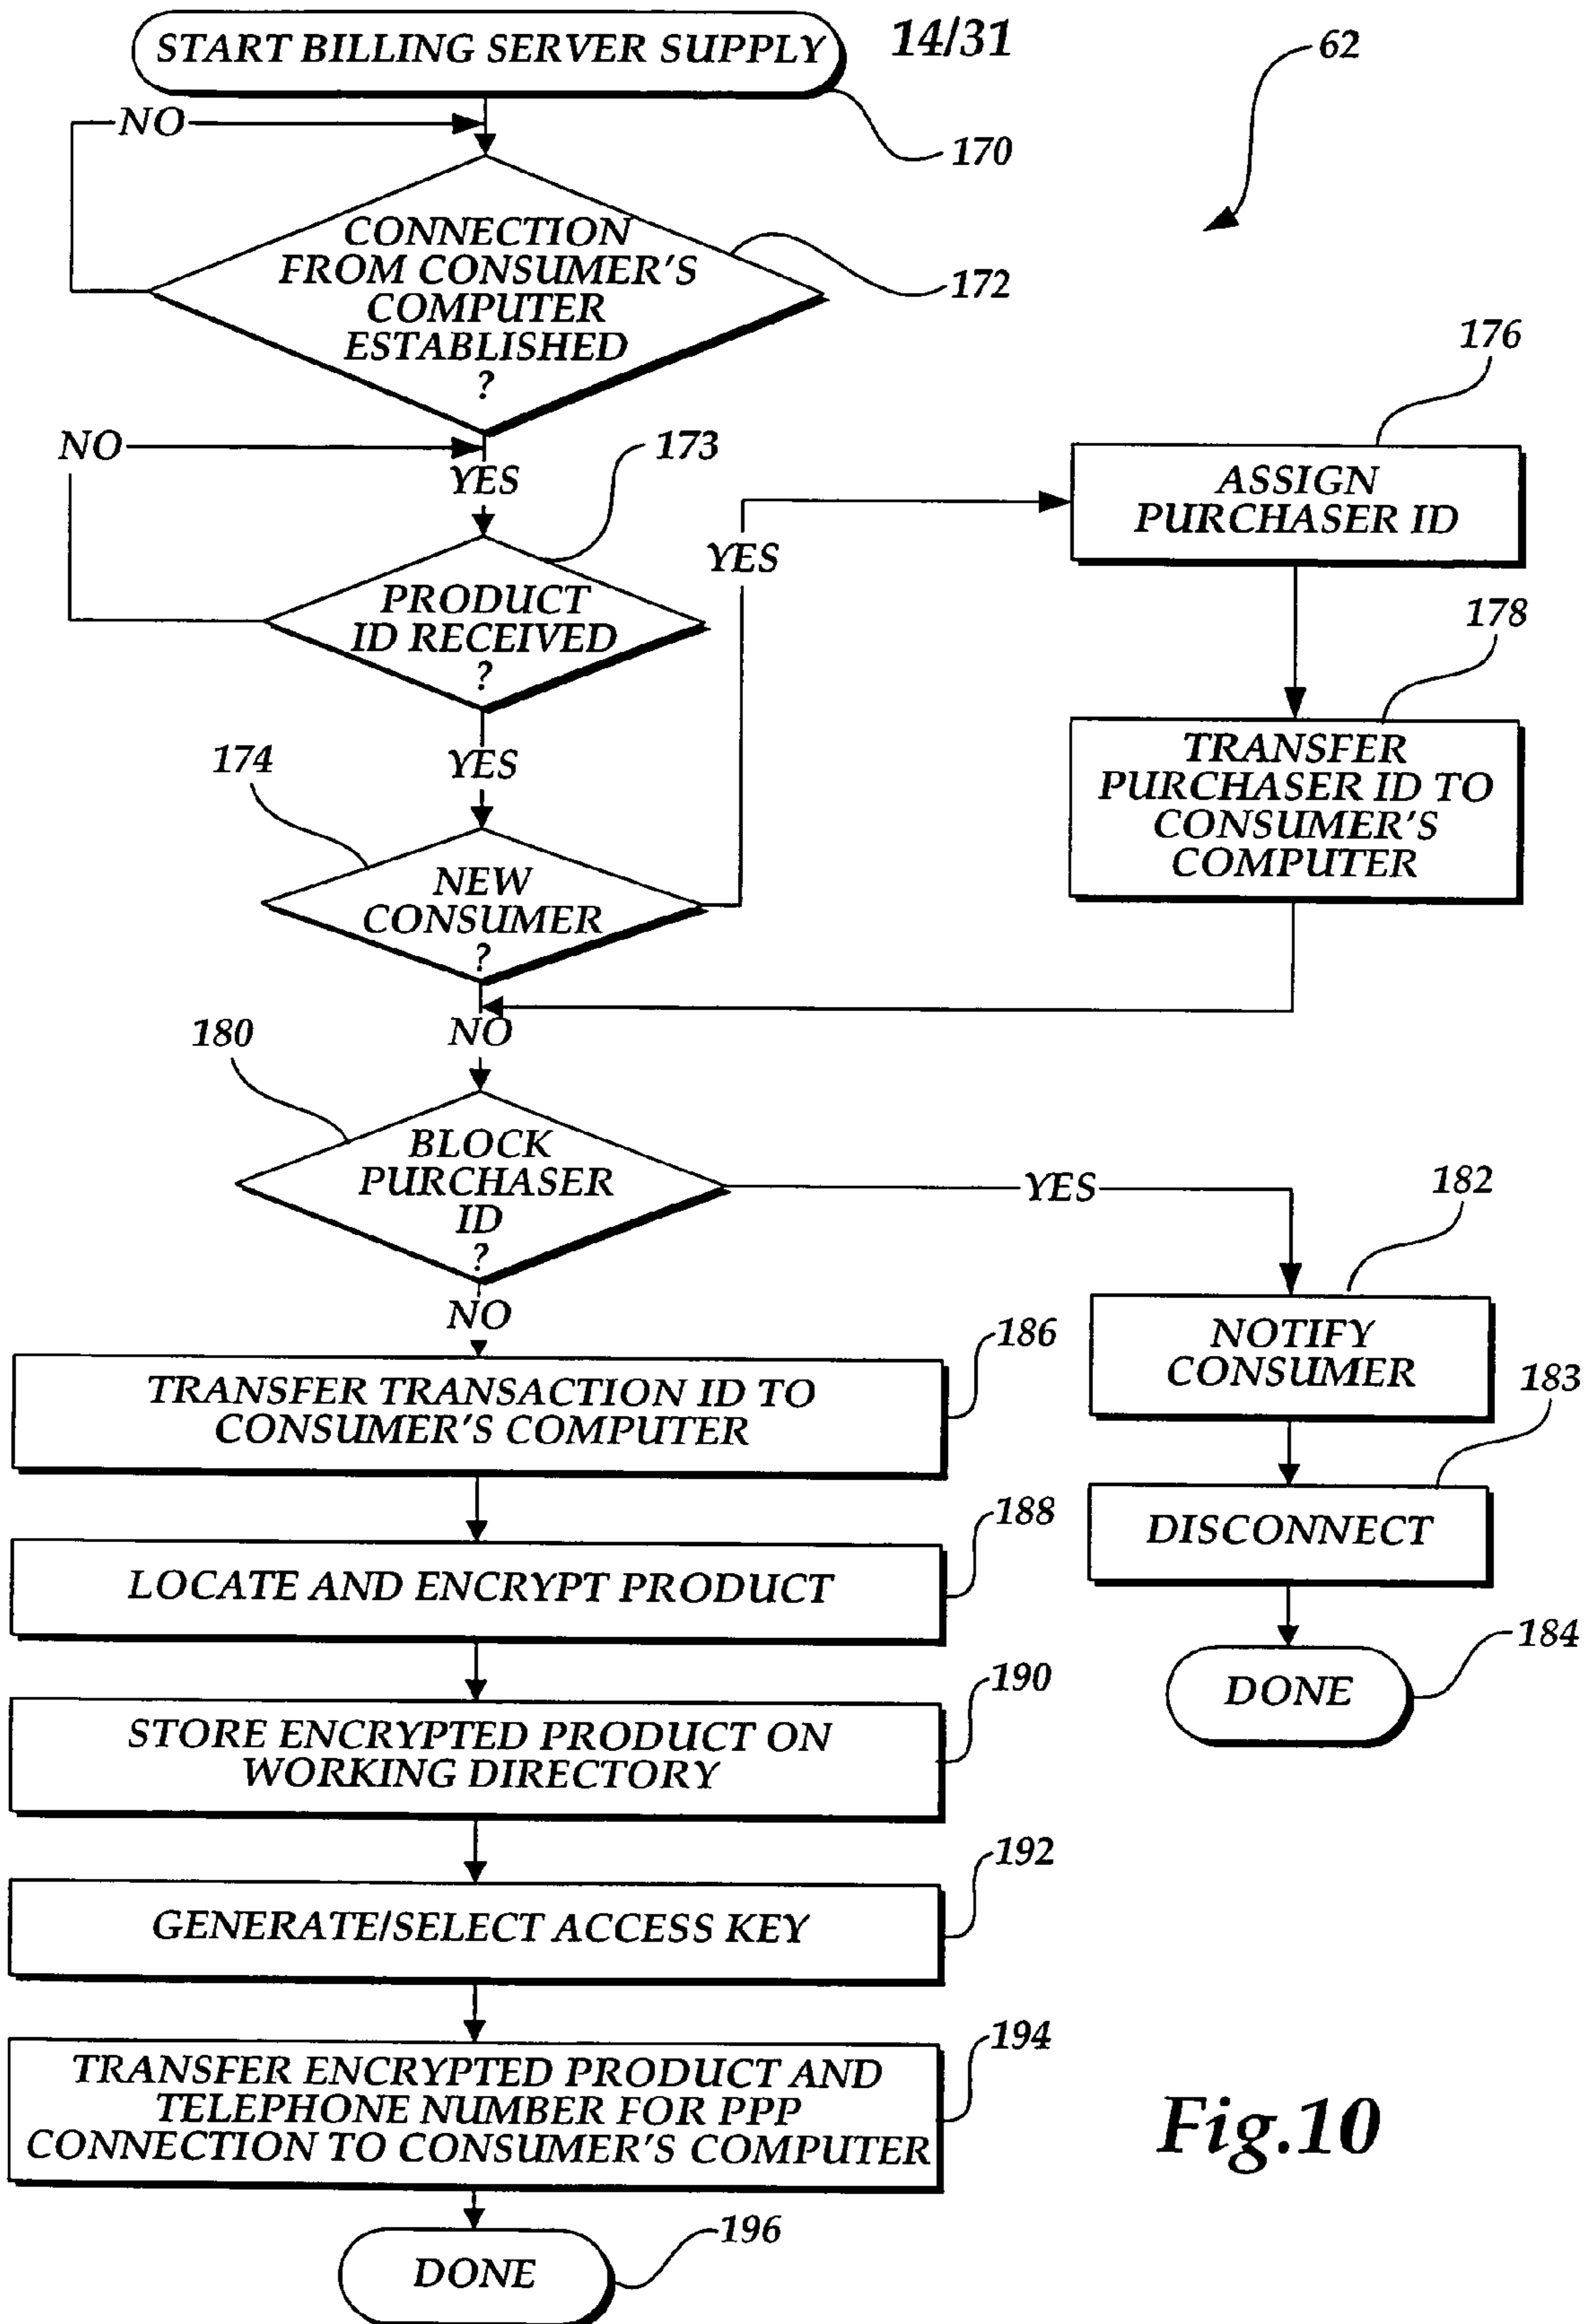 START BILLING SERVER SUPPLY
14/31
62
NO
170
CONNECTION
FROM CONSUMER'S
COMPUTER
ESTABLISHED
?
172
176
NO
173
YES
ASSIGN
PURCHASER ID
YES
PRODUCT
ID RECEIVED
?
178
174
YES
TRANSFER
PURCHASER ID TO
CONSUMER'S
COMPUTER
NEW
CONSUMER
?
180
NO
BLOCK
PURCHASER
ID
?
YES
182
NO
186
NOTIFY
CONSUMER
183
TRANSFER TRANSACTION ID TO
CONSUMER'S COMPUTER
188
DISCONNECT
LOCATE AND ENCRYPT PRODUCT
184
190
DONE
STORE ENCRYPTED PRODUCT ON
WORKING DIRECTORY
192
GENERATE/SELECT ACCESS KEY
194
TRANSFER ENCRYPTED PRODUCT AND
TELEPHONE NUMBER FOR PPP
CONNECTION TO CONSUMER'S COMPUTER
Fig.10
196
DONE